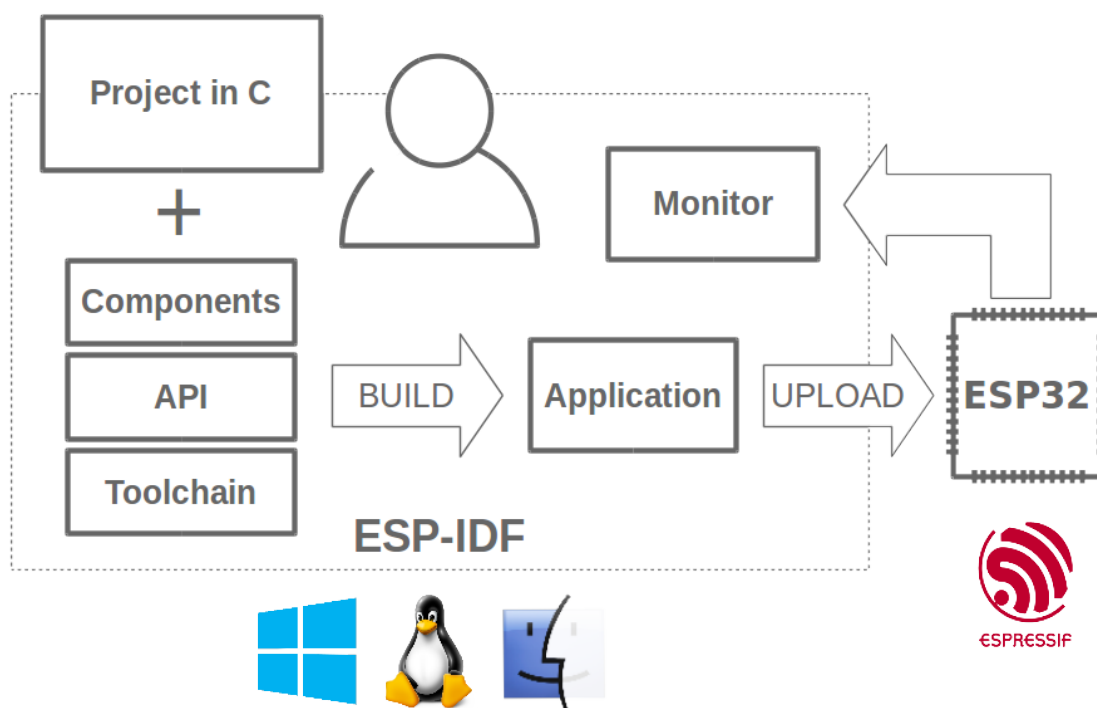 Project in C
+
Monitor
Components
API
BUILD
Application
UPLOAD
ESP32
Toolchain
ESP-IDF
ESPRESSIF